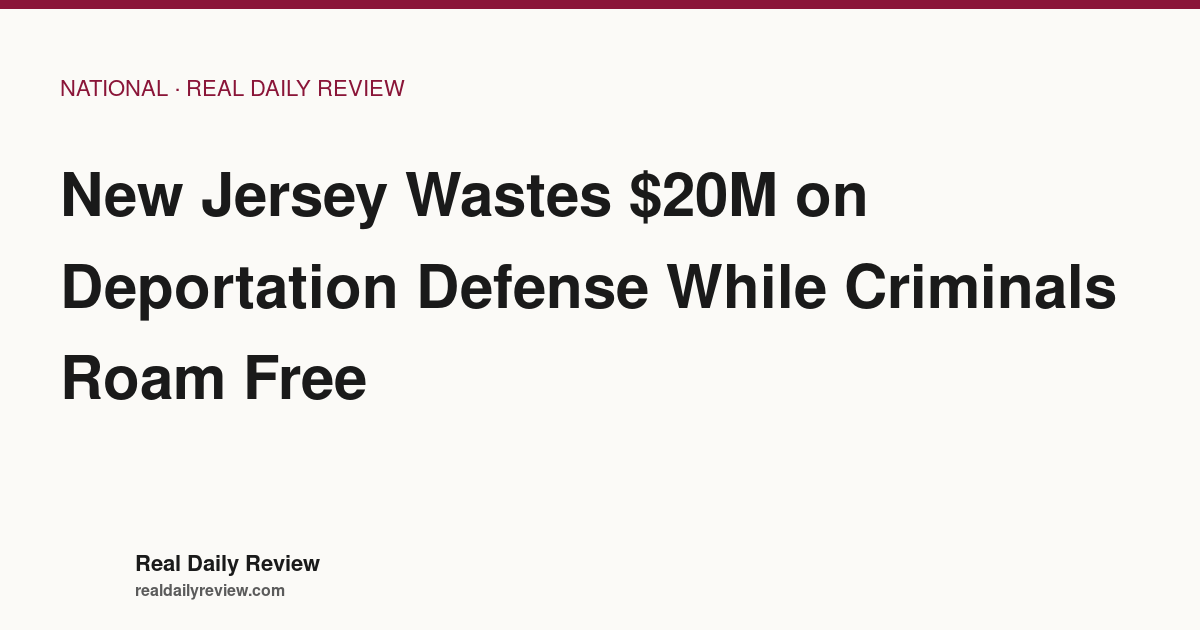 NATIONAL · REAL DAILY REVIEW
New Jersey Wastes $20M on
Deportation Defense While Criminals
Roam Free
Real Daily Review
realdailyreview.com